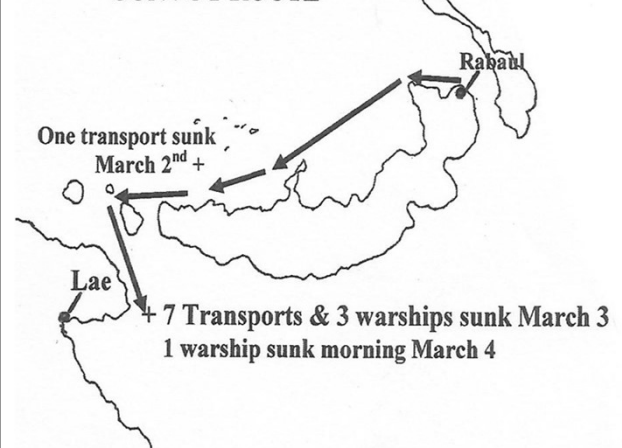 Rabaul
One transport sunk
March 2nd +
Lae
+ 7 Transports & 3 warships sunk March 3
1 warship sunk morning March 4